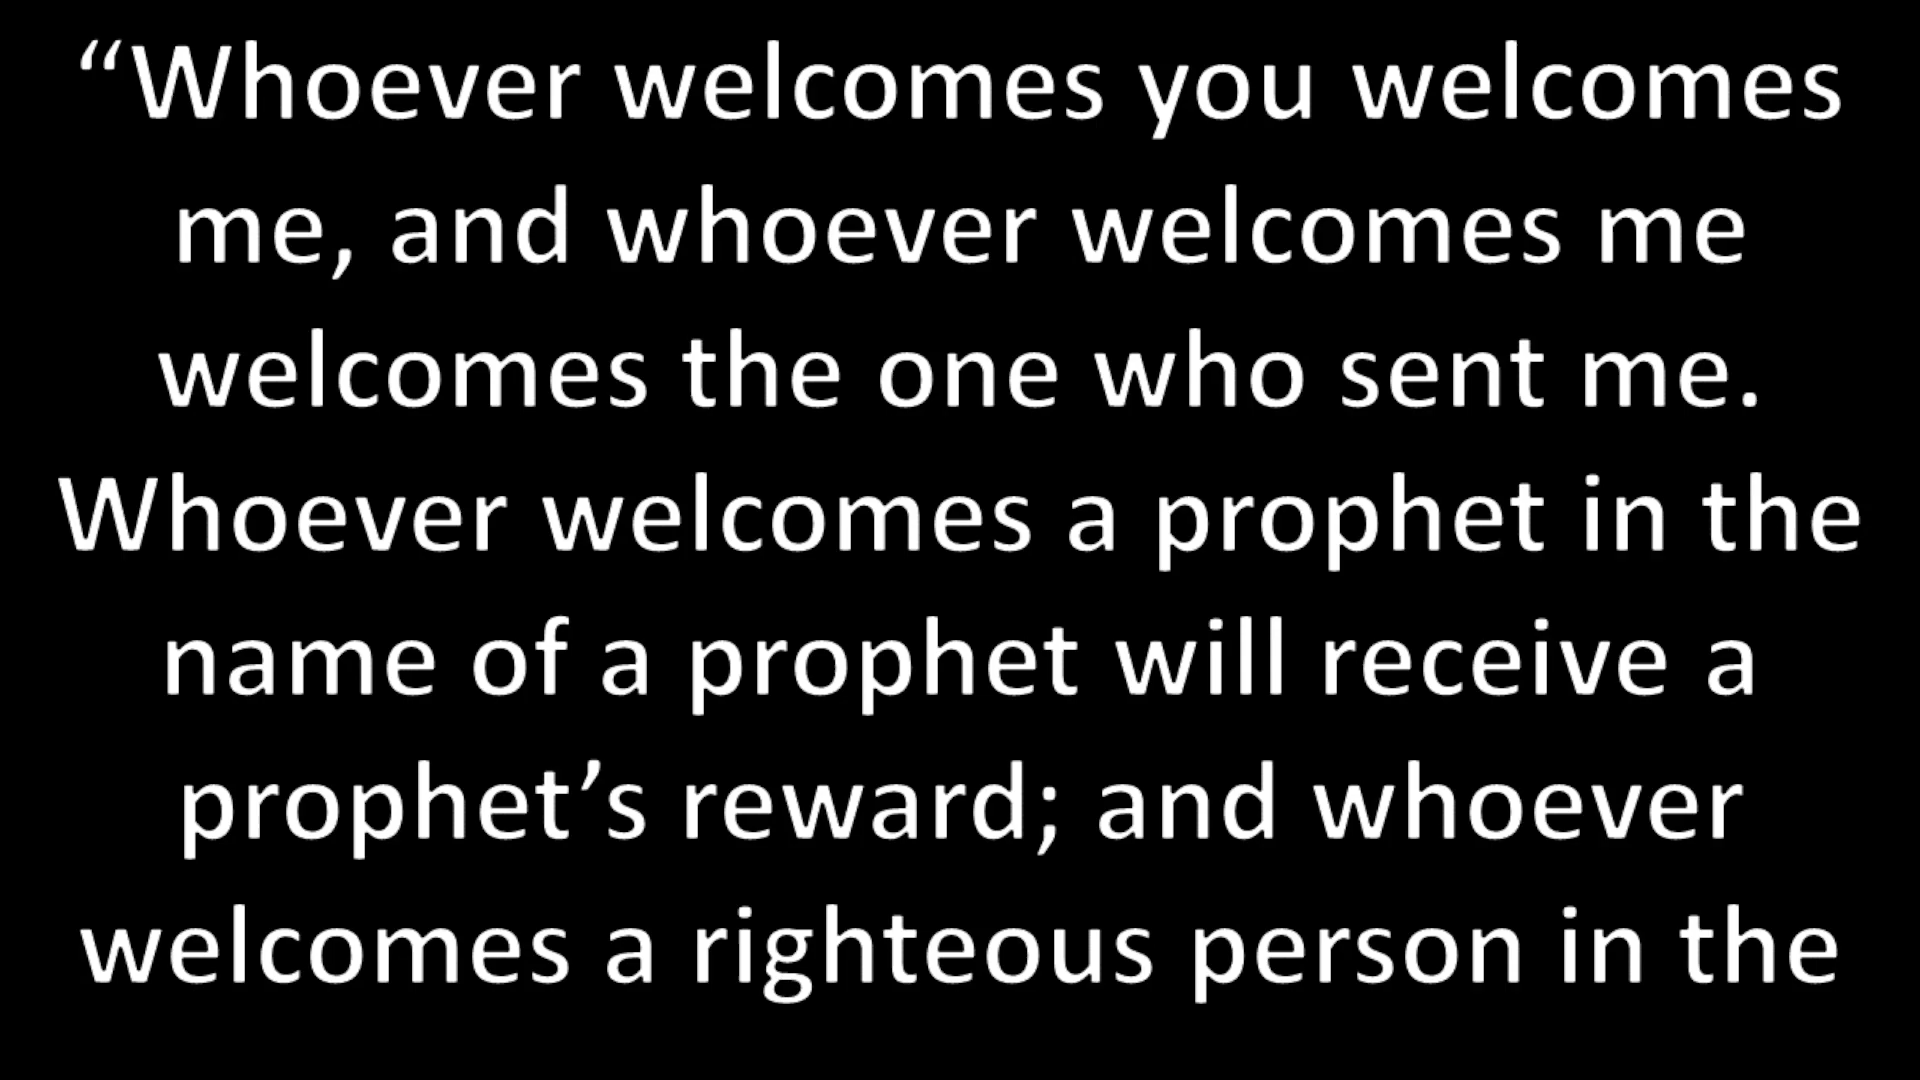 “Whoever welcomes you welcomes
me, and whoever welcomes me
welcomes the one who sent me.
Whoever welcomes a prophet in the
name of a prophet will receive a
prophet’s reward; and whoever
welcomes a righteous person in the